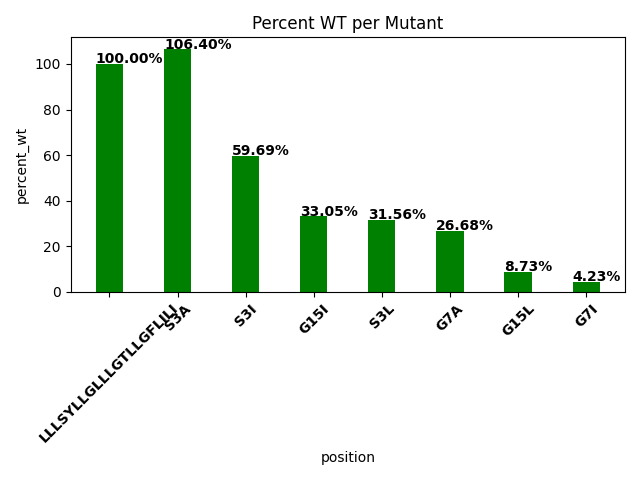 Percent WT per Mutant
percent_wt
100
80
60
40
20
0
100.00%
106.40%
59.69%
33.05%
31.56%
26.68%
8.73%
4.23%
LLLSYLLGLLLGTLLGFLILI
S3A
S3I
G15I
S3L
G7A
G15L
G7I
position